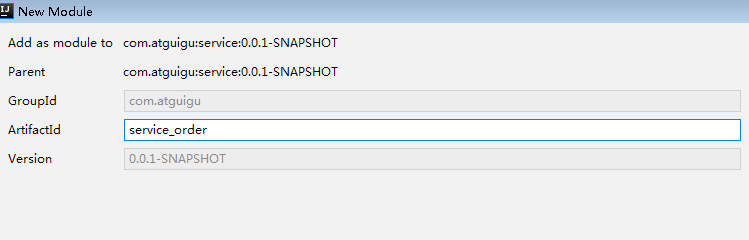 IJ New Module
Add as module to com.atguigu:service:0.0.1-SNAPSHOT
Parent com.atguigu:service:0.0.1-SNAPSHOT
GroupId com.atguigu
ArtifactId service_order
Version 0.0.1-SNAPSHOT